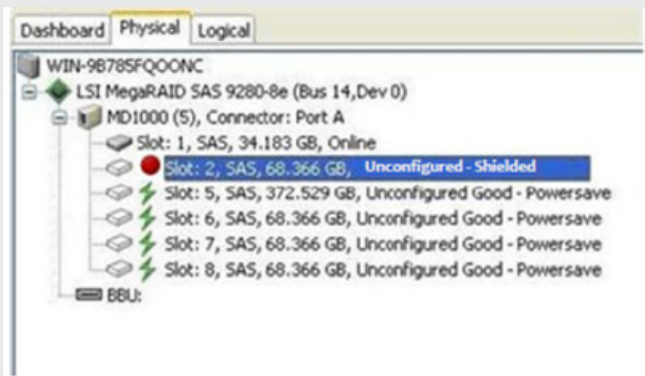 Dashboard Physical Logical
WIN-9B785FQOONC
LSI MegaRAID SAS 9280-8e (Bus 14,Dev 0)
MD1000 (5), Connector: Port A
Slot: 1, SAS, 34.183 GB, Online
Slot: 2, SAS, 68.366 GB, Unconfigured - Shielded
Slot: 5, SAS, 372.529 GB, Unconfigured Good - Powersave
Slot: 6, SAS, 68.366 GB, Unconfigured Good - Powersave
Slot: 7, SAS, 68.366 GB, Unconfigured Good - Powersave
Slot: 8, SAS, 68.366 GB, Unconfigured Good - Powersave
BBU: